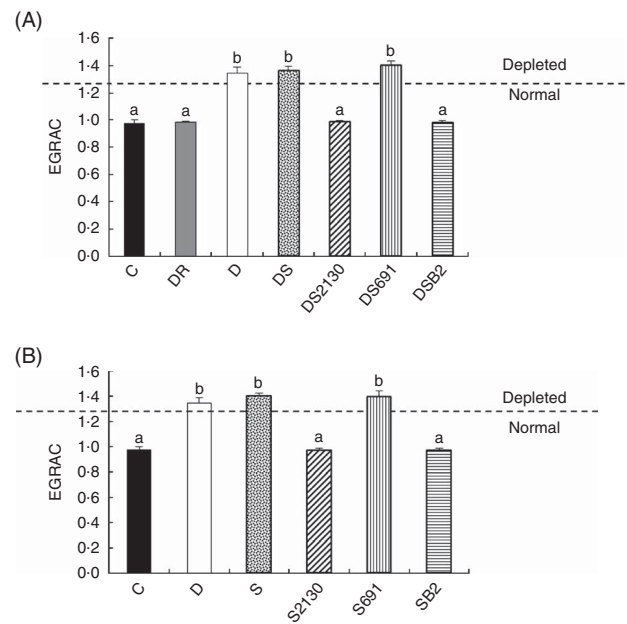 (A)
1·6
1·4
1·2
1·0
0·8
0·6
0·4
0·2
0·0
EGRAC
a a b b a b a
Depleted
Normal
C DR D DS DS2130 DS691 DSB2
(B)
1·6
1·4
1·2
1·0
0·8
0·6
0·4
0·2
0·0
EGRAC
a b b a b a
Depleted
Normal
C D S S2130 S691 SB2